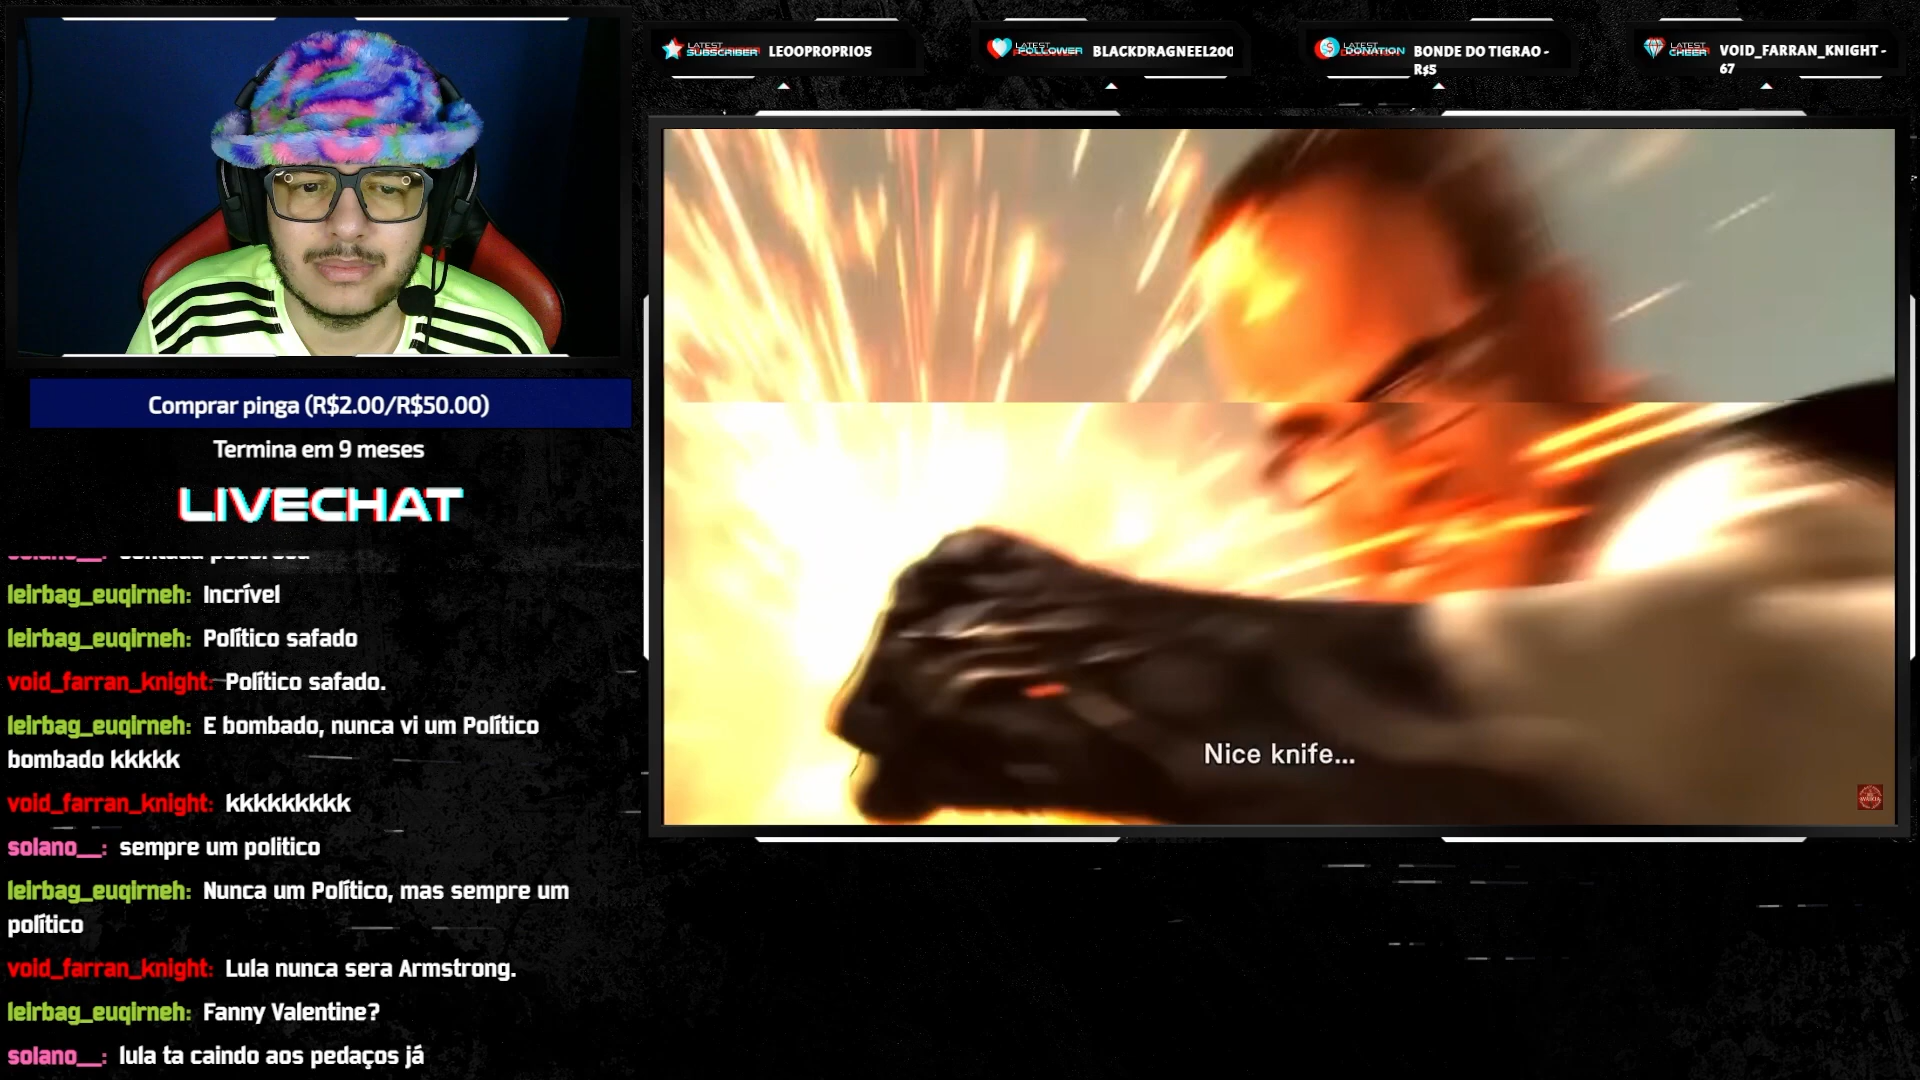 LATEST SUBSCRIBER LEOOPROPRIO5
LATEST FOLLOWER BLACKDRAGNEEL200
LATEST DONATION BONDE DO TIGRAO - R$5
LATEST CHEER VOID_FARRAN_KNIGHT - 67
Comprar pinga (R$2.00/R$50.00)
Termina em 9 meses
LIVECHAT
leirbag_euqirneh: Incrível
leirbag_euqirneh: Político safado
void_farran_knight: Político safado.
leirbag_euqirneh: E bombado, nunca vi um Político
bombado kkkkk
void_farran_knight: kkkkkkkkk
solano__: sempre um politico
leirbag_euqirneh: Nunca um Político, mas sempre um
político
void_farran_knight: Lula nunca sera Armstrong.
leirbag_euqirneh: Fanny Valentine?
solano__: lula ta caindo aos pedaços já
Nice knife...